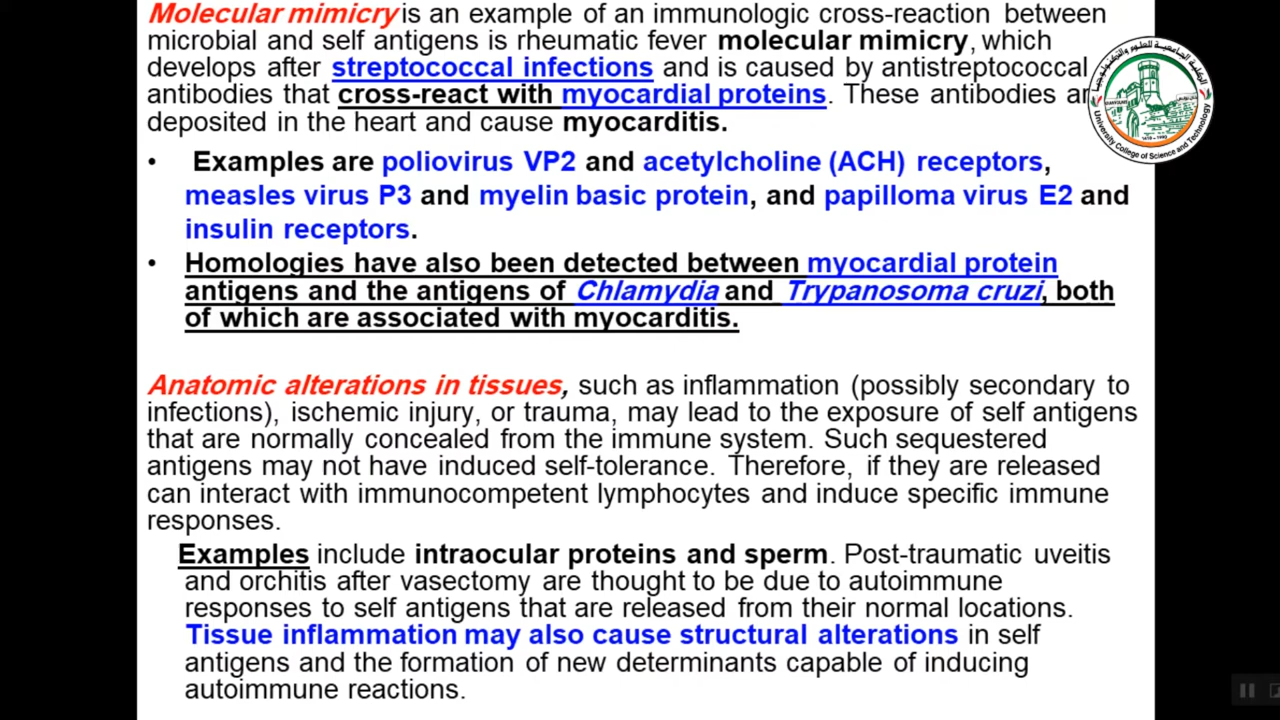 Molecular mimicry is an example of an immunologic cross-reaction between
microbial and self antigens is rheumatic fever molecular mimicry, which
develops after streptococcal infections and is caused by antistreptococcal
antibodies that cross-react with myocardial proteins. These antibodies
deposited in the heart and cause myocarditis.
• Examples are poliovirus VP2 and acetylcholine (ACH) receptors,
measles virus P3 and myelin basic protein, and papilloma virus E2 and
insulin receptors.
• Homologies have also been detected between myocardial protein
antigens and the antigens of Chlamydia and Trypanosoma cruzi, both
of which are associated with myocarditis.
Anatomic alterations in tissues, such as inflammation (possibly secondary to
infections), ischemic injury, or trauma, may lead to the exposure of self antigens
that are normally concealed from the immune system. Such sequestered
antigens may not have induced self-tolerance. Therefore, if they are released
can interact with immunocompetent lymphocytes and induce specific immune
responses.
Examples include intraocular proteins and sperm. Post-traumatic uveitis
and orchitis after vasectomy are thought to be due to autoimmune
responses to self antigens that are released from their normal locations.
Tissue inflammation may also cause structural alterations in self
antigens and the formation of new determinants capable of inducing
autoimmune reactions.
University College of Science and Technology